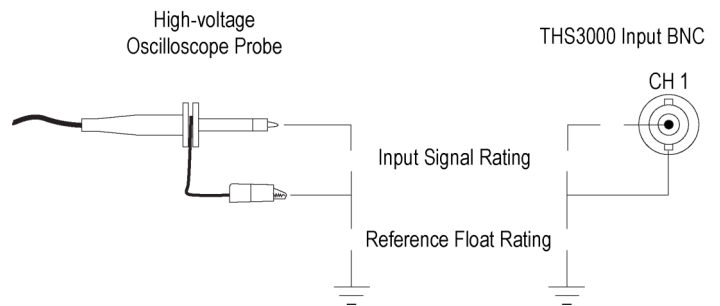 High-voltage
Oscilloscope Probe
THS3000 Input BNC
CH 1
Input Signal Rating
Reference Float Rating